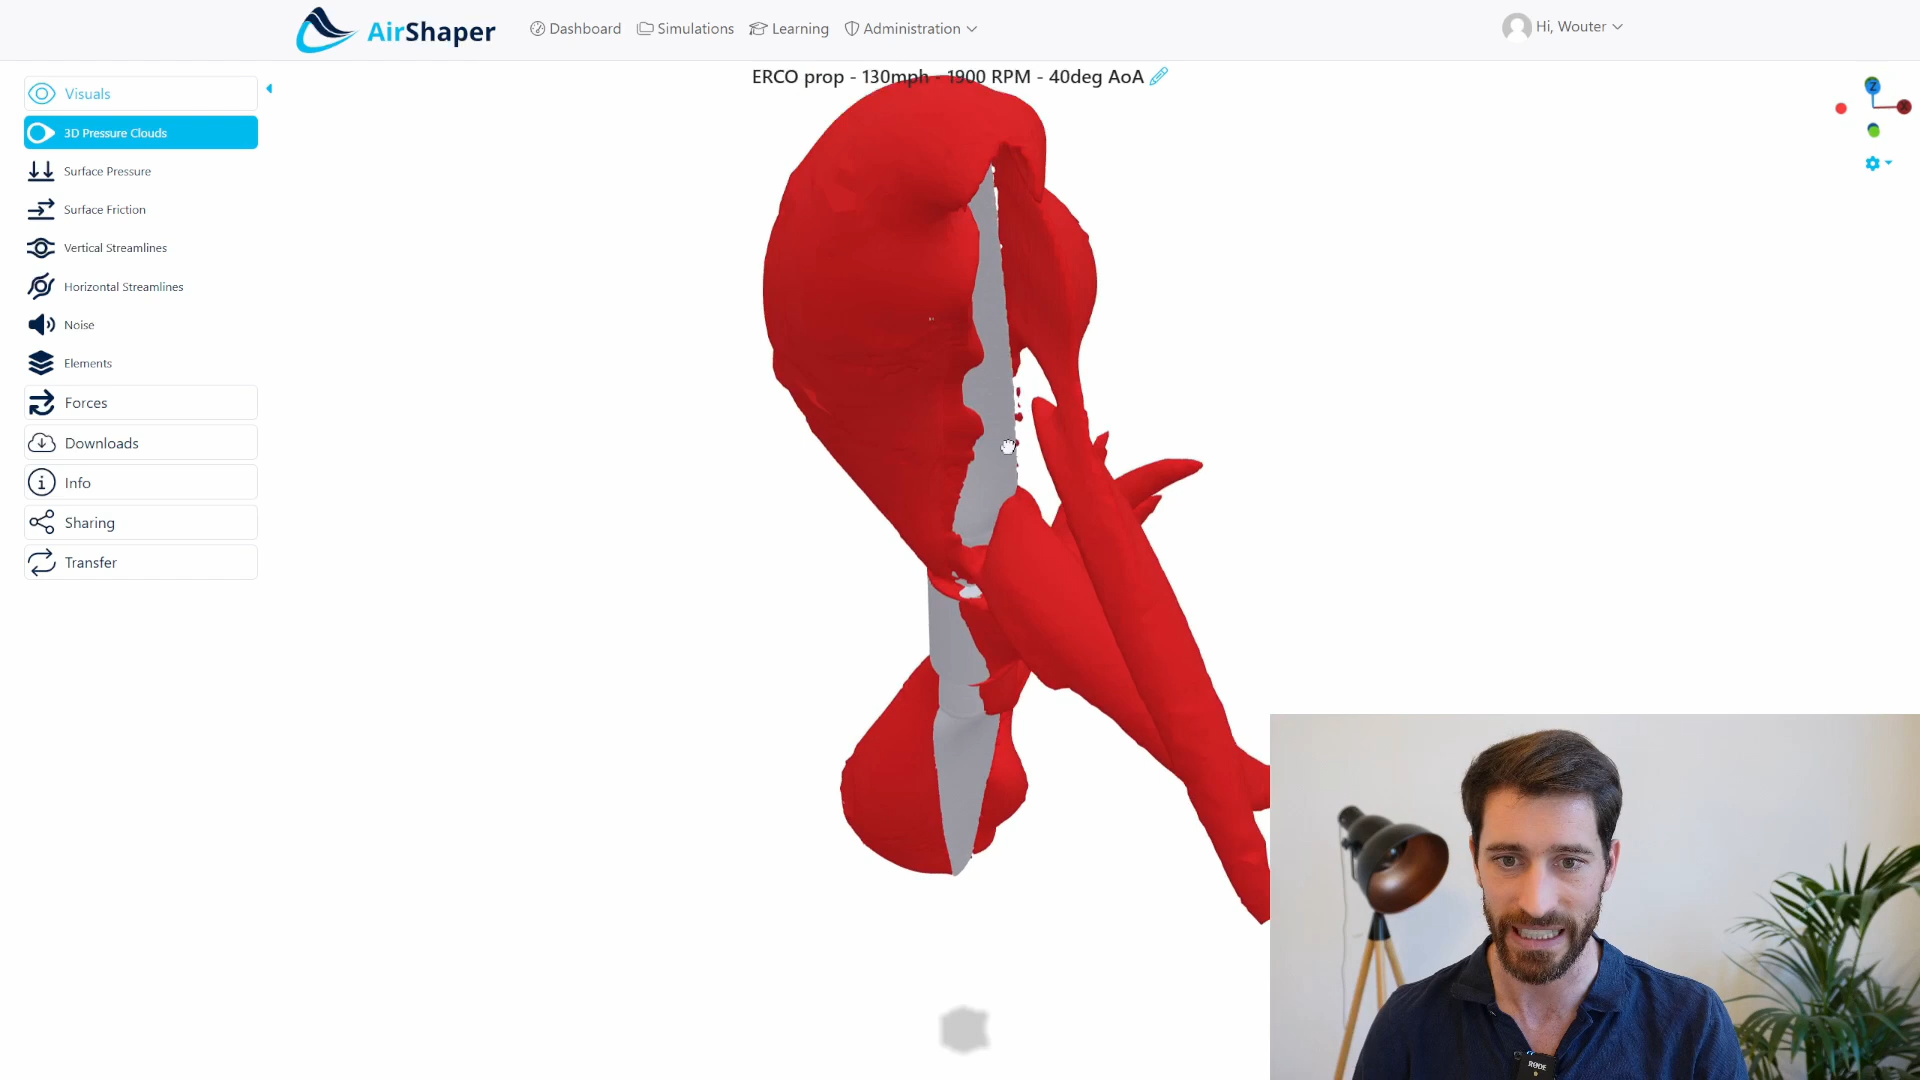 AirShaper
Dashboard
Simulations
Learning
Administration
Hi, Wouter
ERCO prop - 130mph - 1900 RPM - 40deg AoA
Visuals
3D Pressure Clouds
Surface Pressure
Surface Friction
Vertical Streamlines
Horizontal Streamlines
Noise
Elements
Forces
Downloads
Info
Sharing
Transfer
Z
X
RØDE